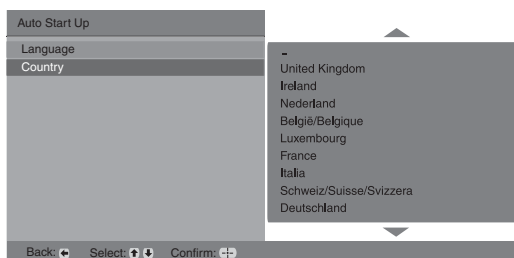 Auto Start Up
Language
Country
-
United Kingdom
Ireland
Nederland
België/Belgique
Luxembourg
France
Italia
Schweiz/Suisse/Svizzera
Deutschland
Back: Select: Confirm: